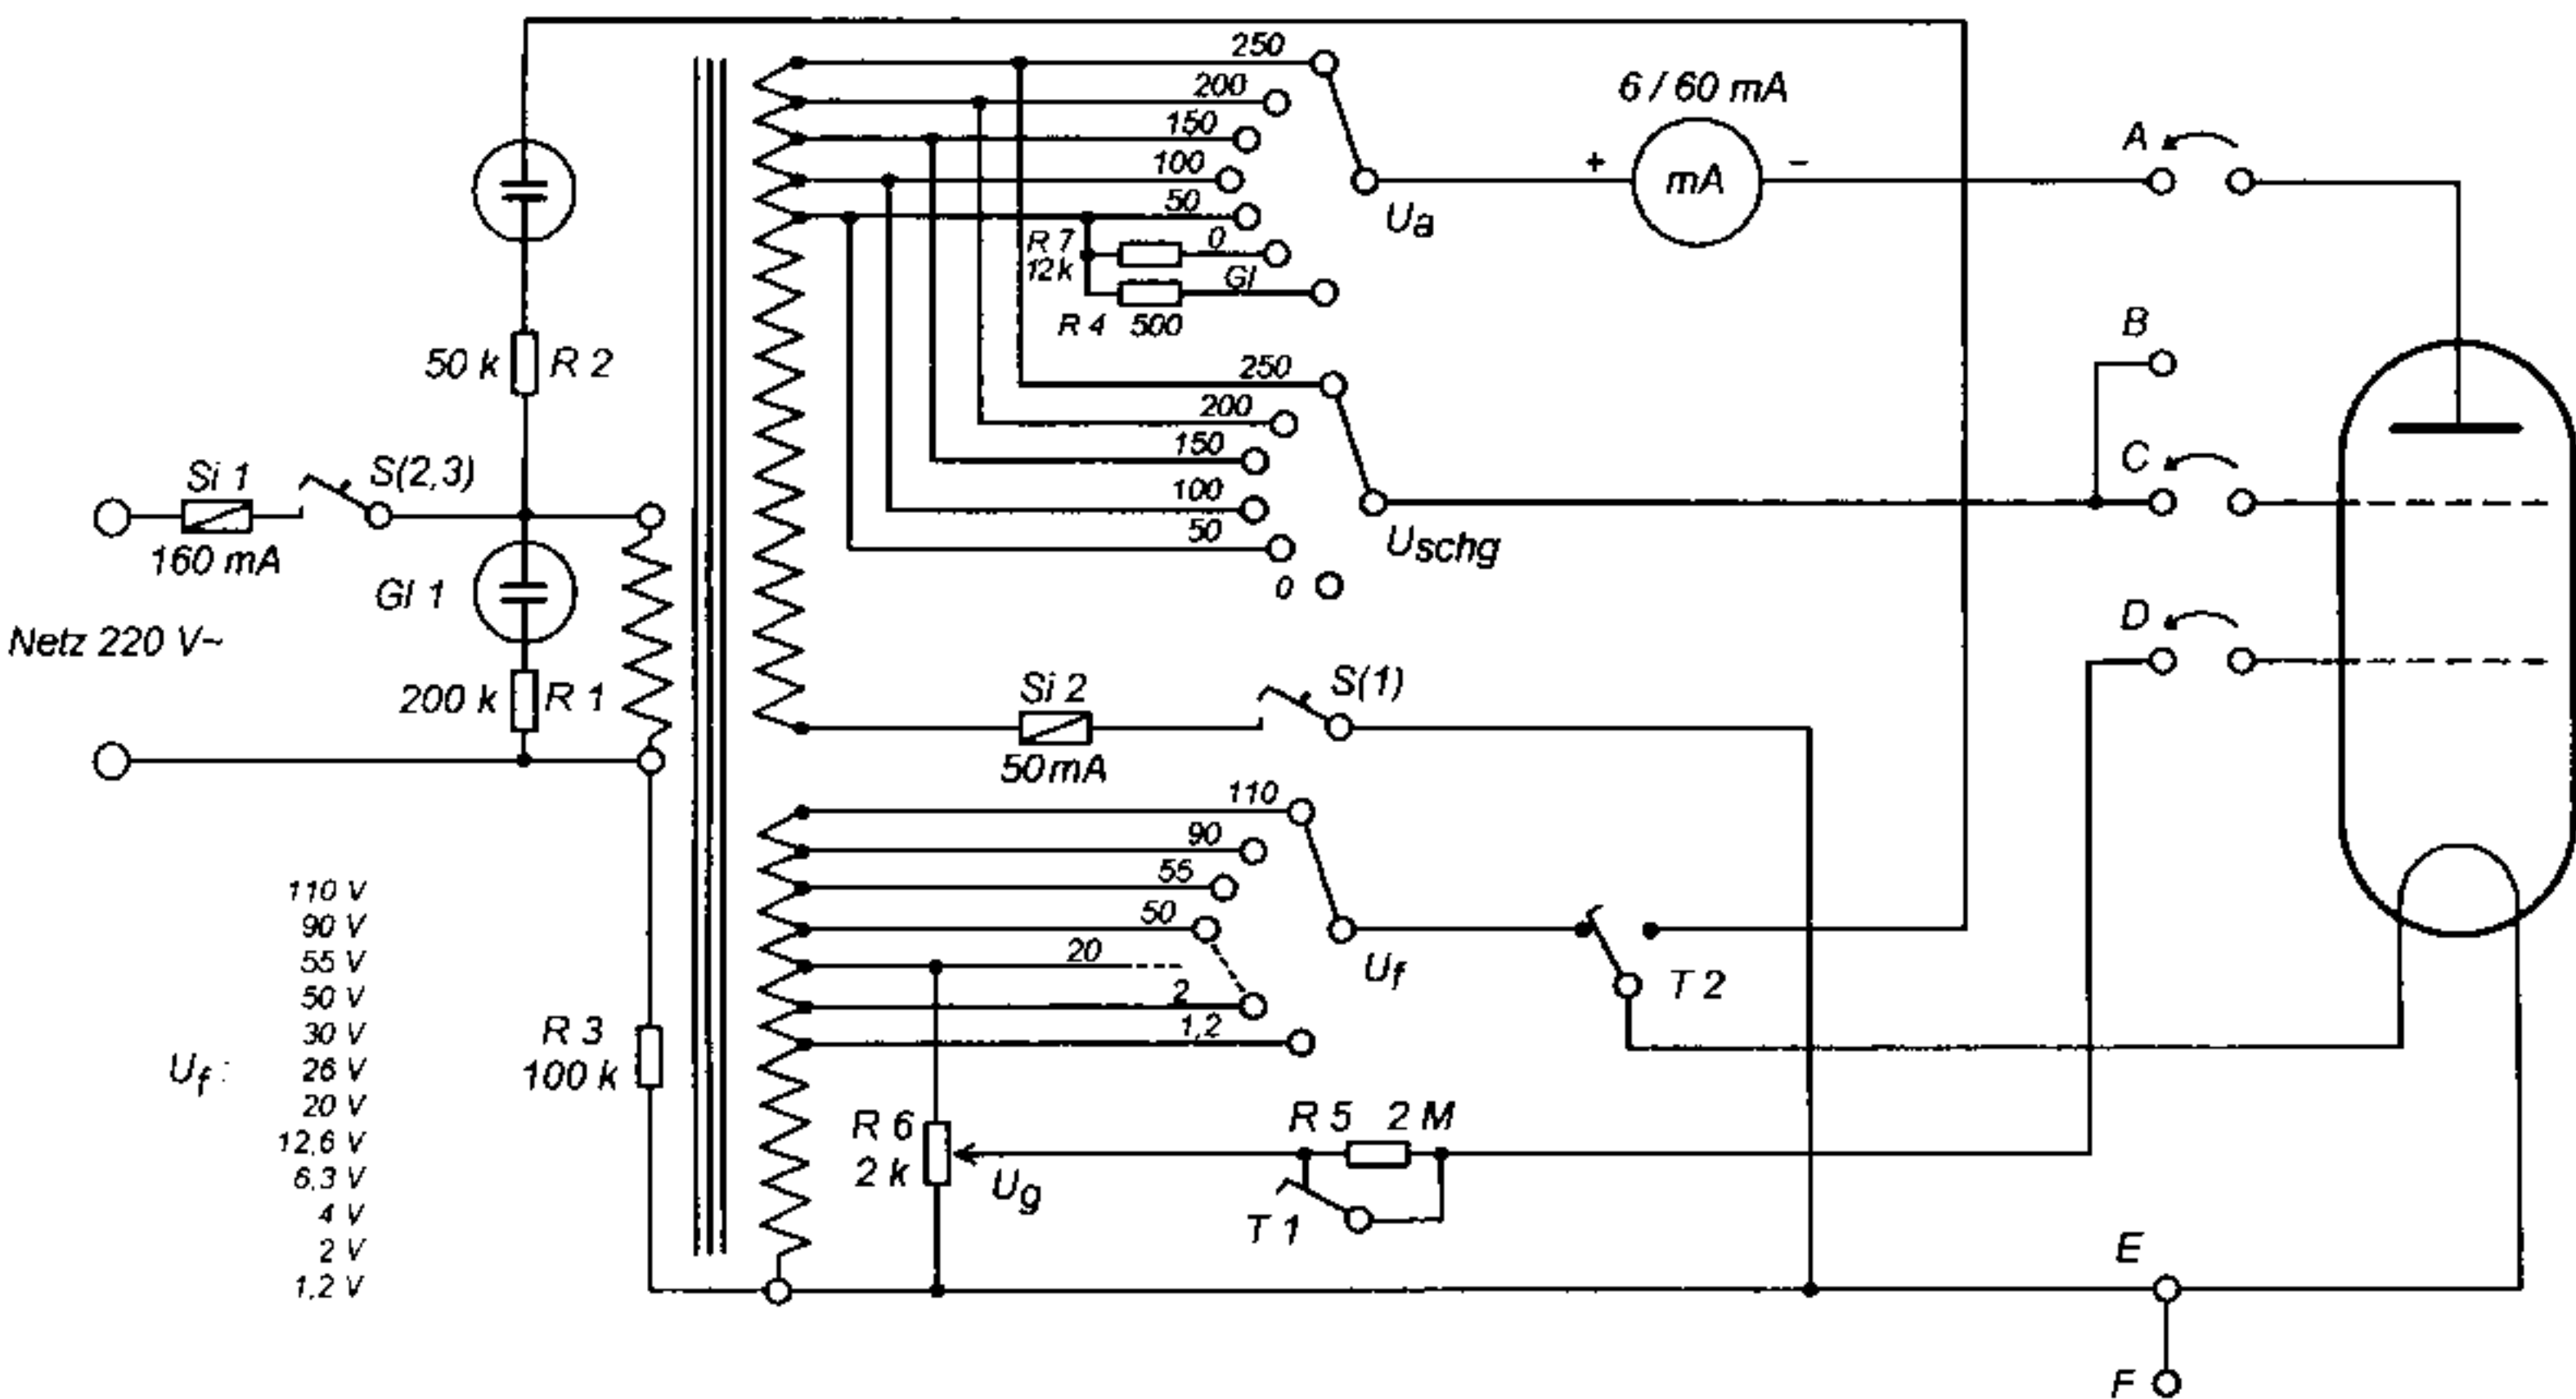 250
200
150
100
50
0
Gl
R 7
12 k
R 4 500
6 / 60 mA
+ mA −
Ua
A
B
C
D
250
200
150
100
50
0
Uschg
50 k R 2
Si 1
160 mA
S(2,3)
Gl 1
Netz 220 V~
200 k R 1
Si 2
50 mA
S(1)
110
90
55
50
20
2
1,2
Uf
T 2
Uf :
110 V
90 V
55 V
50 V
30 V
26 V
20 V
12,6 V
6,3 V
4 V
2 V
1,2 V
R 3
100 k
R 6
2 k
Ug
R 5 2 M
T 1
E
F